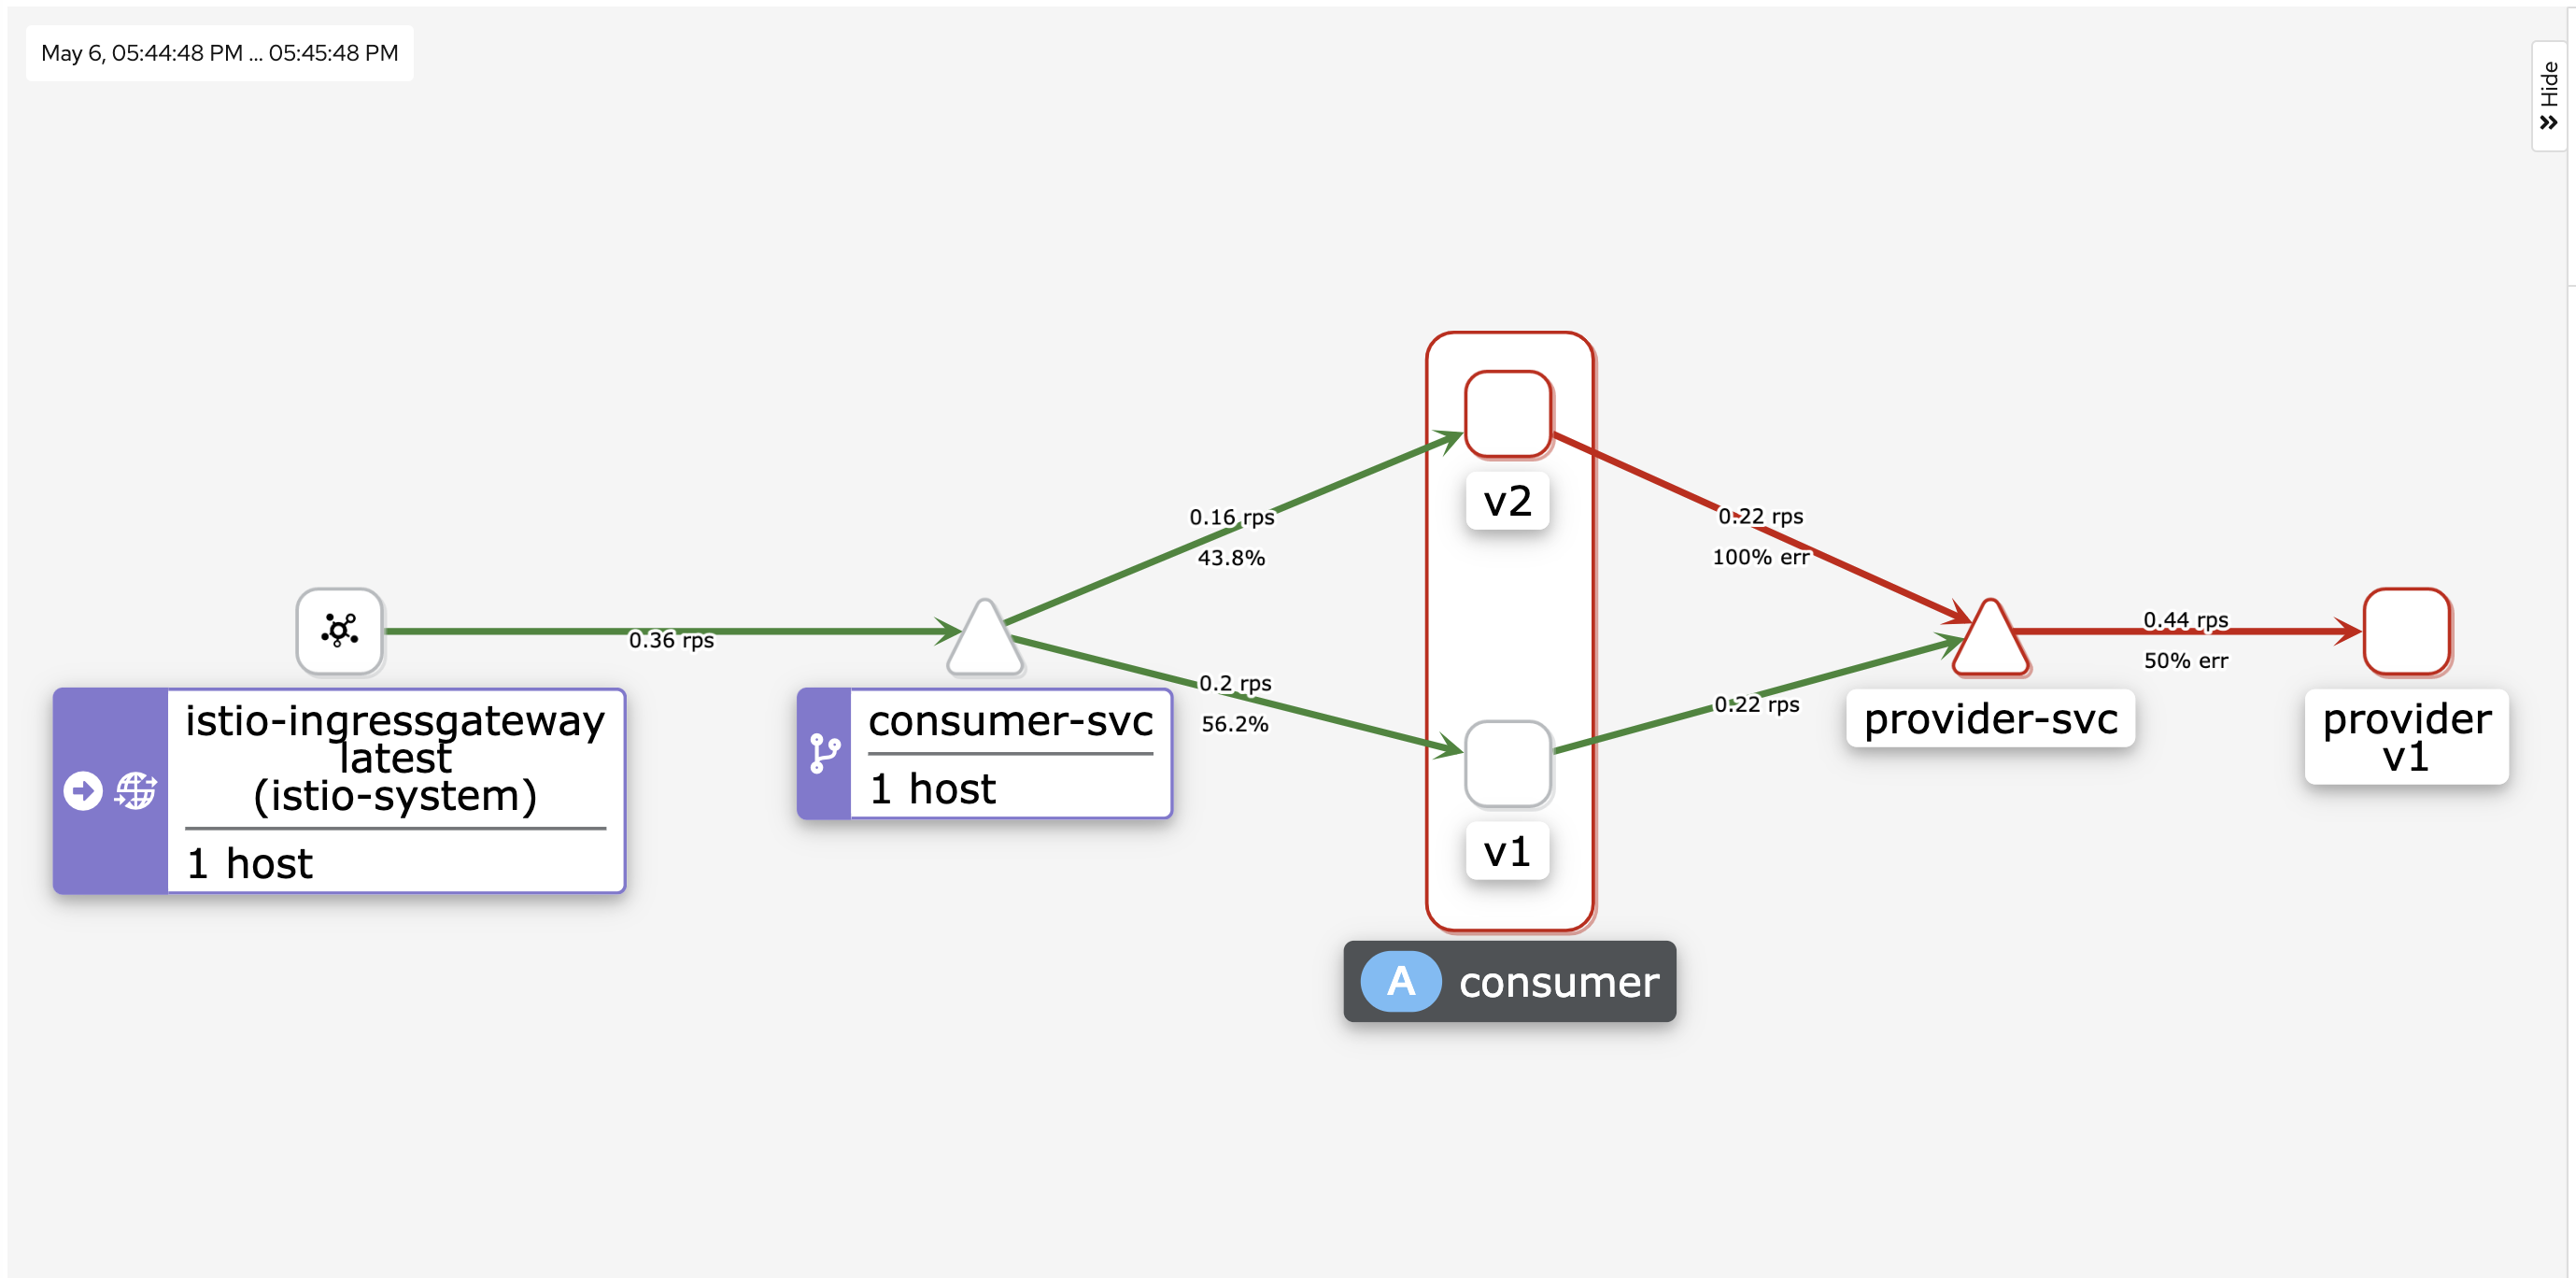 May 6, 05:44:48 PM ... 05:45:48 PM
Hide
0.16 rps
43.8%
v2
0.22 rps
100% err
0.36 rps
0.2 rps
56.2%
0.22 rps
0.44 rps
50% err
istio-ingressgateway
latest
(istio-system)
1 host
consumer-svc
1 host
v1
provider-svc
provider
v1
A consumer